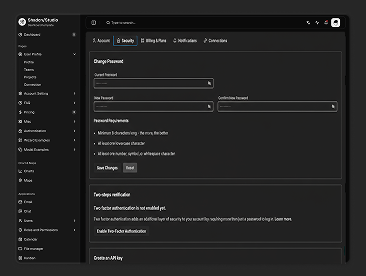 Shadcn/Studio
Dashboard
Pages
User Profile
Profile
Teams
Projects
Connection
Account Setting
FAQ
Pricing
Misc
Authentication
Wizard Examples
Modal Examples
Charts & Maps
Charts
Maps
Applications
Email
Chat
Users
Roles and Permissions
Calendar
File manager
Kanban
Type to search...
Account
Security
Billing & Plans
Notifications
Connections
Change Password
Current Password
New Password
Confirm New Password
Password Requirements:
Minimum 8 characters long - the more, the better
At least one lowercase character
At least one number, symbol, or whitespace character
Save Changes
Reset
Two-steps verification
Two factor authentication is not enabled yet.
Two-factor authentication adds an additional layer of security to your account by requiring more than just a password to log in. Learn more.
Enable Two-Factor Authentication
Create an API key